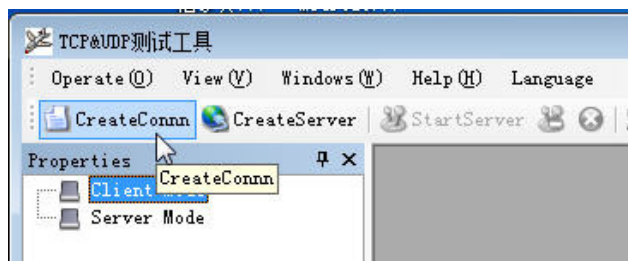 TCP&UDP测试工具
Operate(O) View(V) Windows(W) Help(H) Language
CreateConnn CreateServer StartServer
Properties
CreateConnn
Client
Server Mode